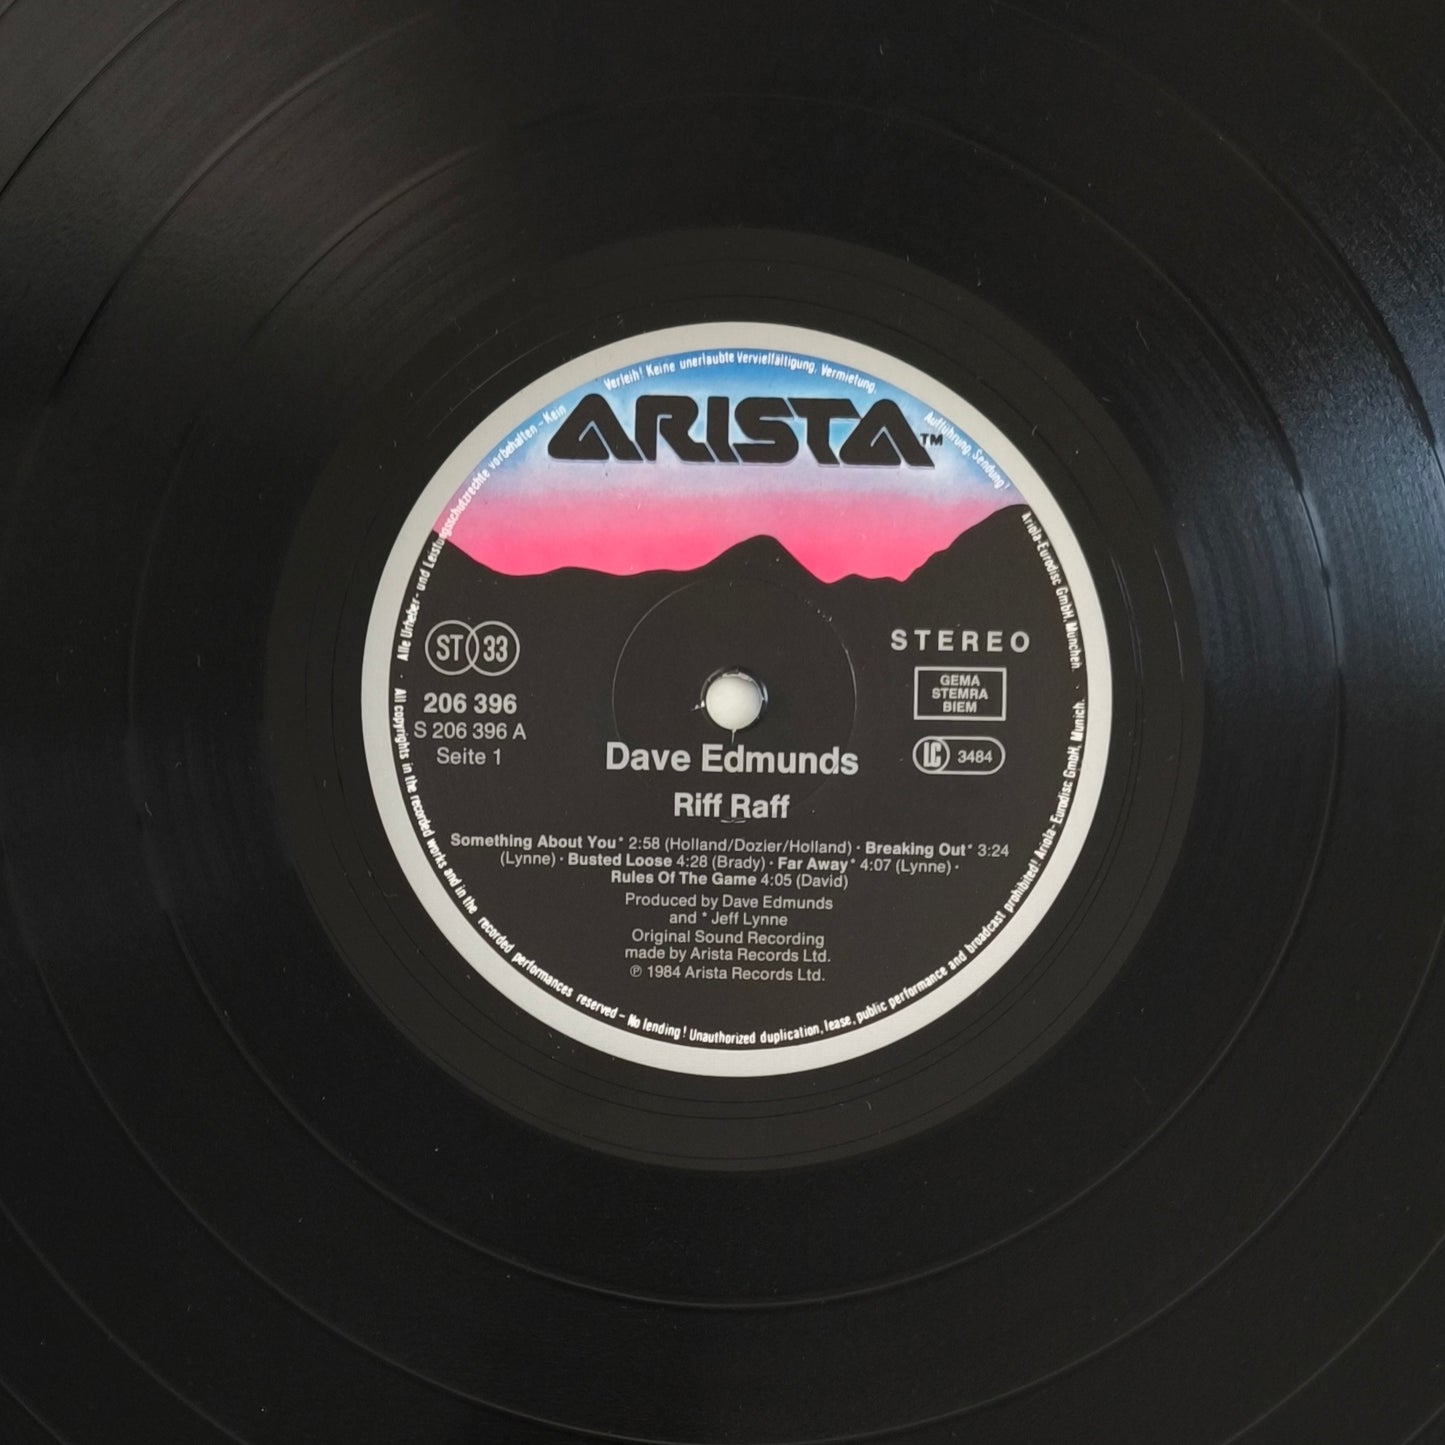 Alle Urheber- und Leistungsschutzrechte vorbehalten – Kein Verleih! Keine unerlaubte Vervielfältigung, Vermietung, Aufführung, Sendung!
ARISTA™
Ariola-Eurodisc GmbH, München.
ST 33
STEREO
206 396
S 206 396 A
Seite 1
GEMA
STEMRA
BIEM
LC 3484
Dave Edmunds
Riff Raff
Something About You* 2:58 (Holland/Dozier/Holland) · Breaking Out* 3:24
(Lynne) · Busted Loose 4:28 (Brady) · Far Away* 4:07 (Lynne) ·
Rules Of The Game 4:05 (David)
Produced by Dave Edmunds
and * Jeff Lynne
Original Sound Recording
made by Arista Records Ltd.
℗ 1984 Arista Records Ltd.
All copyrights in the recorded works and in the recorded performances reserved – No lending! Unauthorized duplication, lease, public performance and broadcast prohibited! Ariola-Eurodisc GmbH, Munich.